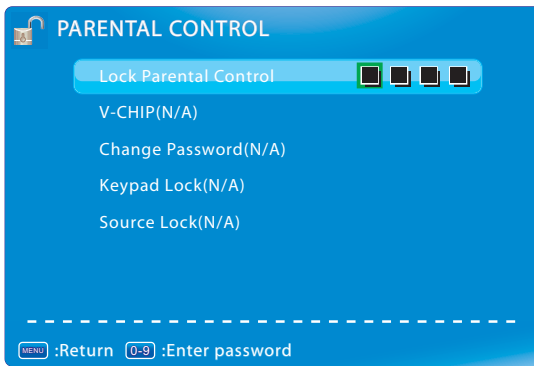 PARENTAL CONTROL
Lock Parental Control
V-CHIP(N/A)
Change Password(N/A)
Keypad Lock(N/A)
Source Lock(N/A)
MENU :Return 0-9 :Enter password